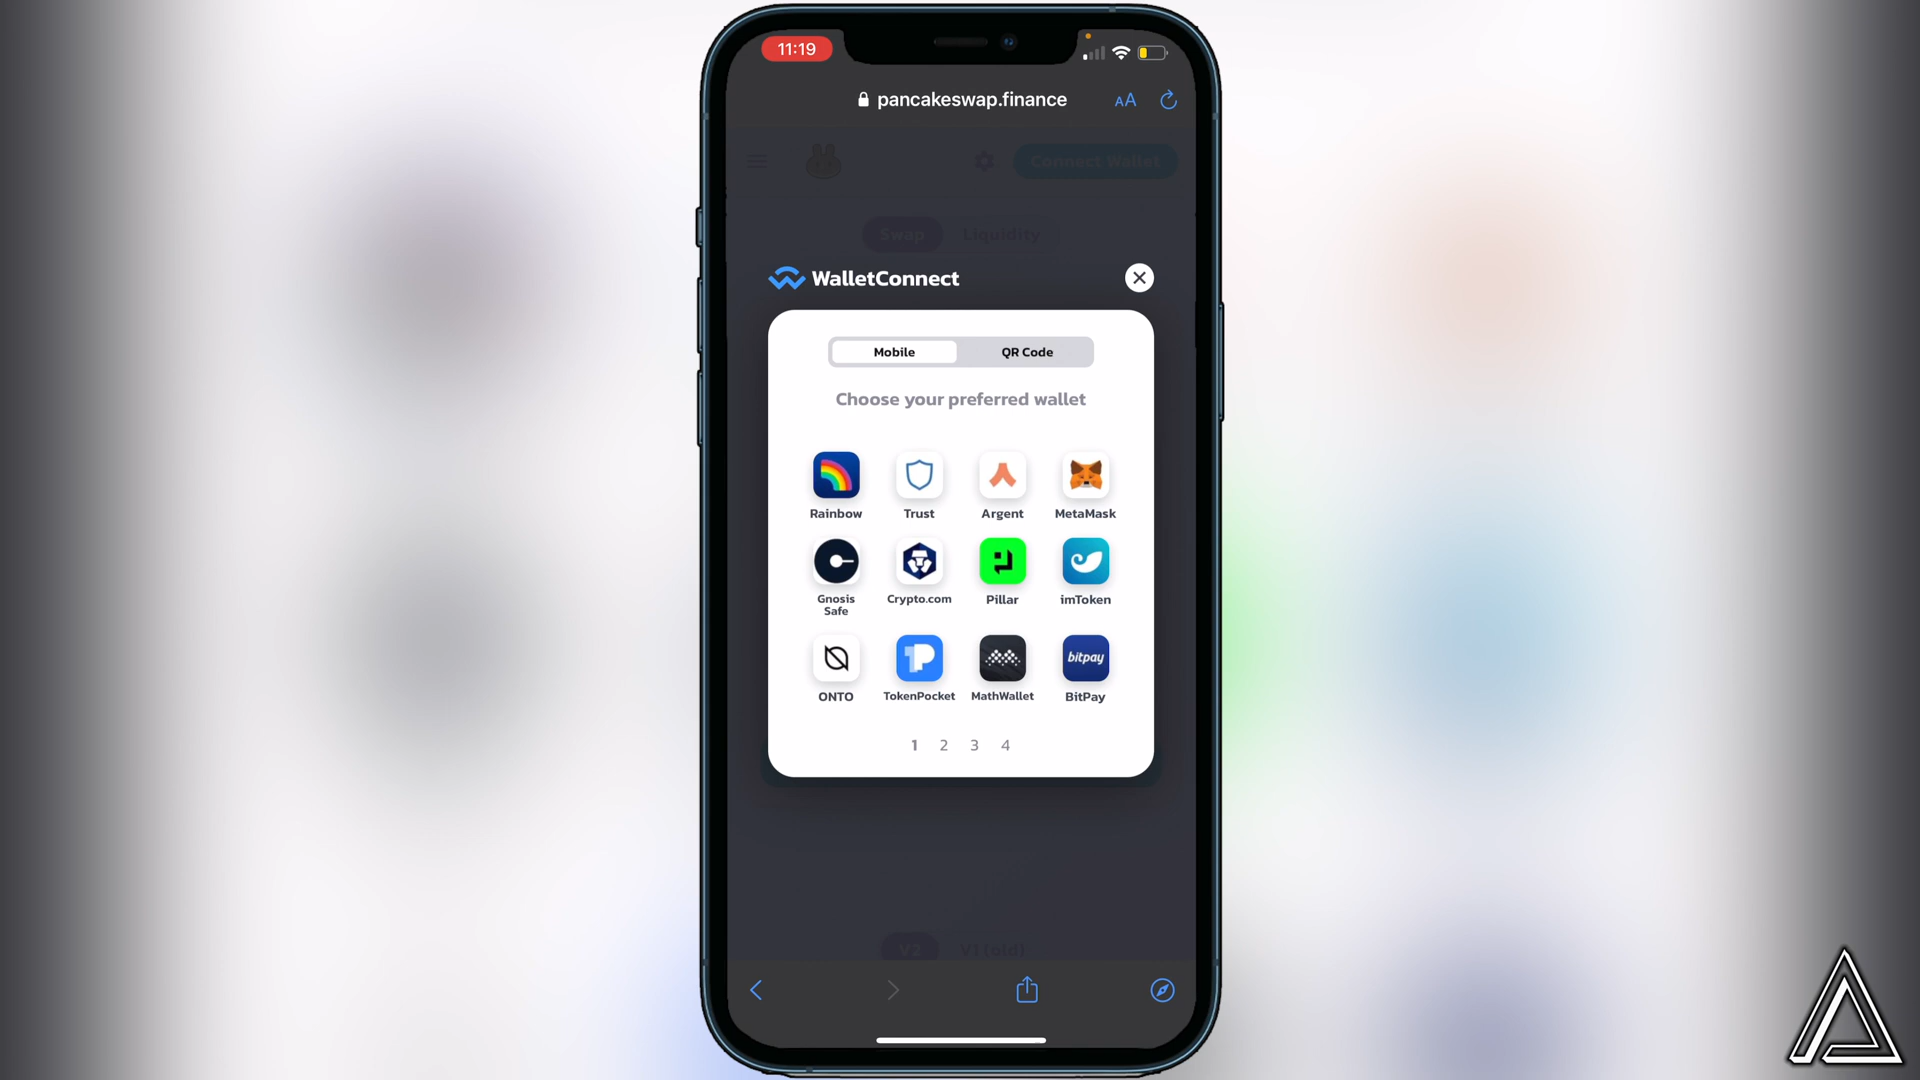 11:19
pancakeswap.finance
AA
Connect Wallet
Swap Liquidity
WalletConnect
Mobile QR Code
Choose your preferred wallet
Rainbow Trust Argent MetaMask
Gnosis Safe Crypto.com Pillar imToken
bitpay
ONTO TokenPocket MathWallet BitPay
1 2 3 4
V2 V1 (old)